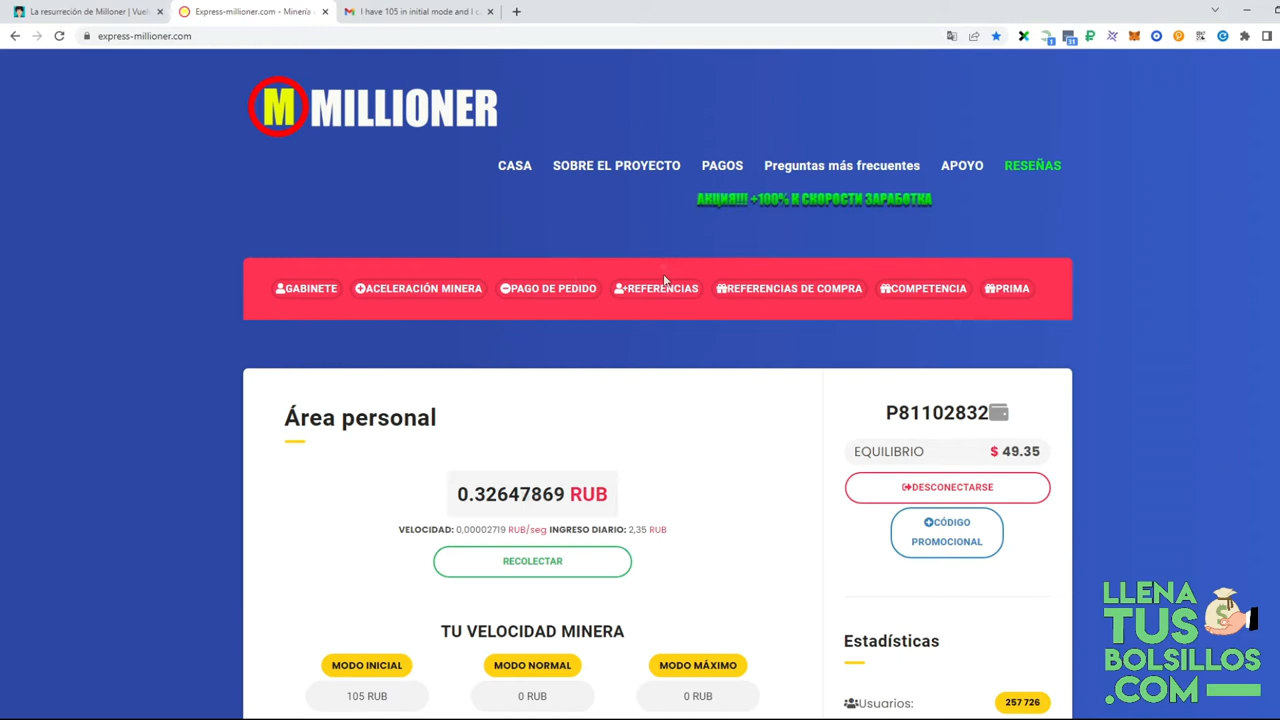 La resurrección de Milloner | Vuel
Express-millioner.com - Minería
I have 105 in initial mode and I c
express-millioner.com
M MILLIONER
CASA SOBRE EL PROYECTO PAGOS Preguntas más frecuentes APOYO RESEÑAS
АКЦИЯ!!! +100% К СКОРОСТИ ЗАРАБОТКА
GABINETE ACELERACIÓN MINERA PAGO DE PEDIDO REFERENCIAS REFERENCIAS DE COMPRA COMPETENCIA PRIMA
Área personal
0.32647869 RUB
VELOCIDAD: 0,00002719 RUB/seg INGRESO DIARIO: 2,35 RUB
RECOLECTAR
TU VELOCIDAD MINERA
MODO INICIAL MODO NORMAL MODO MÁXIMO
105 RUB 0 RUB 0 RUB
P81102832
EQUILIBRIO $ 49.35
DESCONECTARSE
CÓDIGO
PROMOCIONAL
Estadísticas
Usuarios: 257 726
LLENA
TUS
BOLSILLOS
.COM